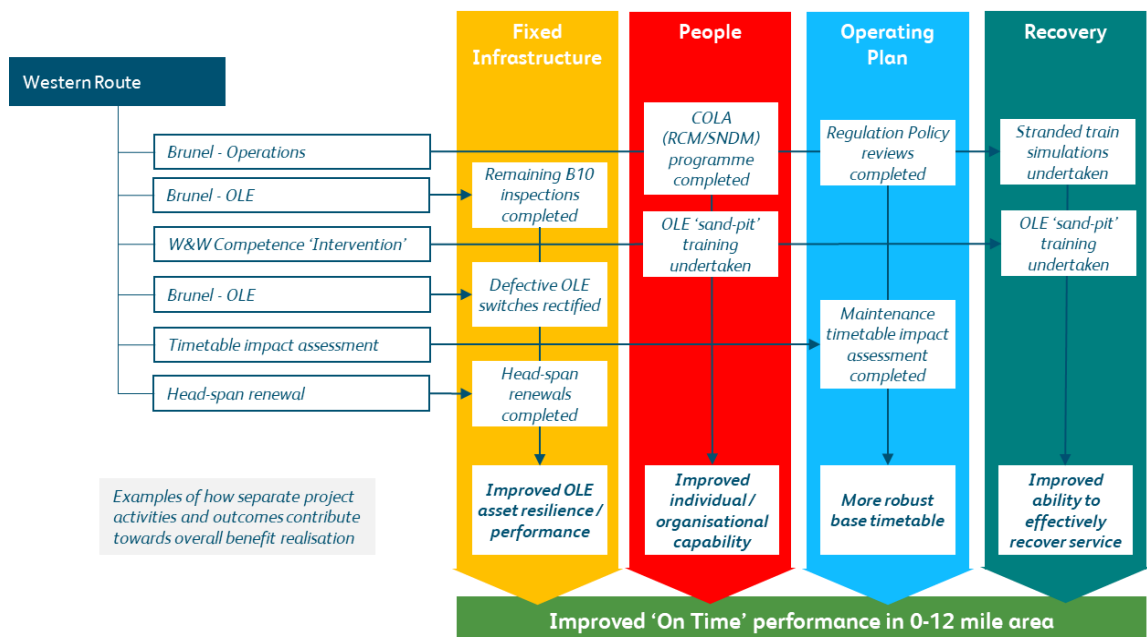 Fixed
Infrastructure
People
Operating
Plan
Recovery
Western Route
Brunel - Operations
Brunel - OLE
W&W Competence ‘Intervention’
Brunel - OLE
Timetable impact assessment
Head-span renewal
COLA
(RCM/SNDM)
programme
completed
Regulation Policy
reviews
completed
Stranded train
simulations
undertaken
Remaining B10
inspections
completed
OLE ‘sand-pit’
training
undertaken
OLE ‘sand-pit’
training
undertaken
Defective OLE
switches rectified
Maintenance
timetable impact
assessment
completed
Head-span
renewals
completed
Examples of how separate project
activities and outcomes contribute
towards overall benefit realisation
Improved OLE
asset resilience /
performance
Improved
individual /
organisational
capability
More robust
base timetable
Improved
ability to
effectively
recover service
Improved ‘On Time’ performance in 0-12 mile area